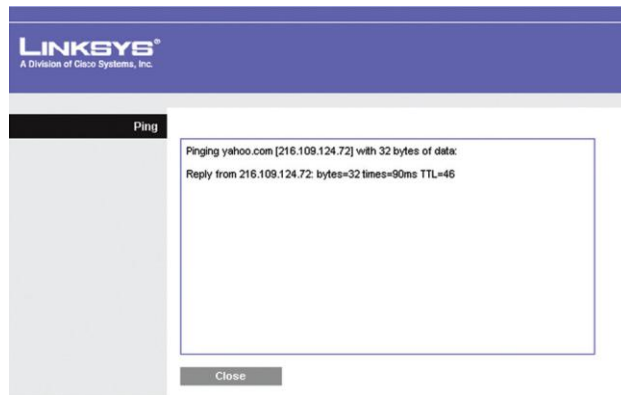 LINKSYS®
A Division of Cisco Systems, Inc.
Ping
Pinging yahoo.com [216.109.124.72] with 32 bytes of data:
Reply from 216.109.124.72: bytes=32 times=90ms TTL=46
Close